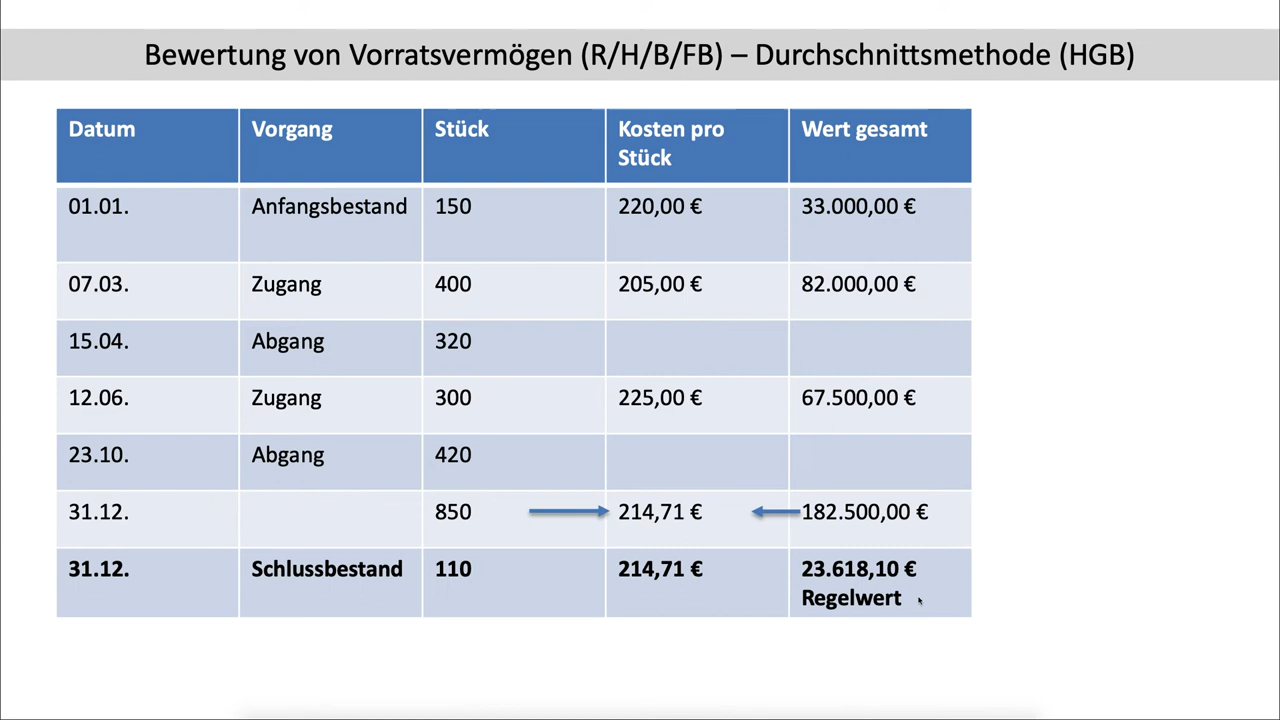 Bewertung von Vorratsvermögen (R/H/B/FB) – Durchschnittsmethode (HGB)
Datum Vorgang Stück Kosten pro Stück Wert gesamt
01.01. Anfangsbestand 150 220,00 € 33.000,00 €
07.03. Zugang 400 205,00 € 82.000,00 €
15.04. Abgang 320
12.06. Zugang 300 225,00 € 67.500,00 €
23.10. Abgang 420
31.12. 850 214,71 € 182.500,00 €
31.12. Schlussbestand 110 214,71 € 23.618,10 €
Regelwert